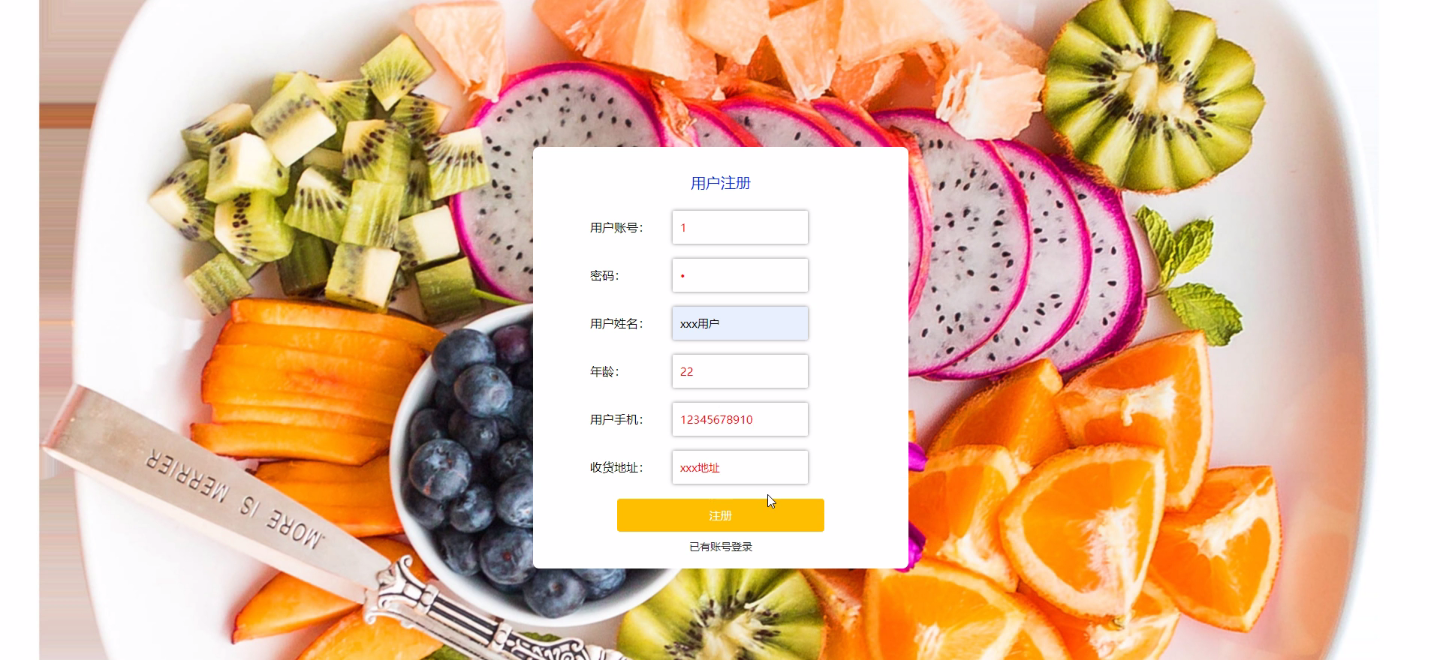 用户注册
用户账号： 1
密码： •
用户姓名： xxx用户
年龄： 22
用户手机： 12345678910
收货地址： xxx地址
注册
已有账号登录
MORE IS MERRIER